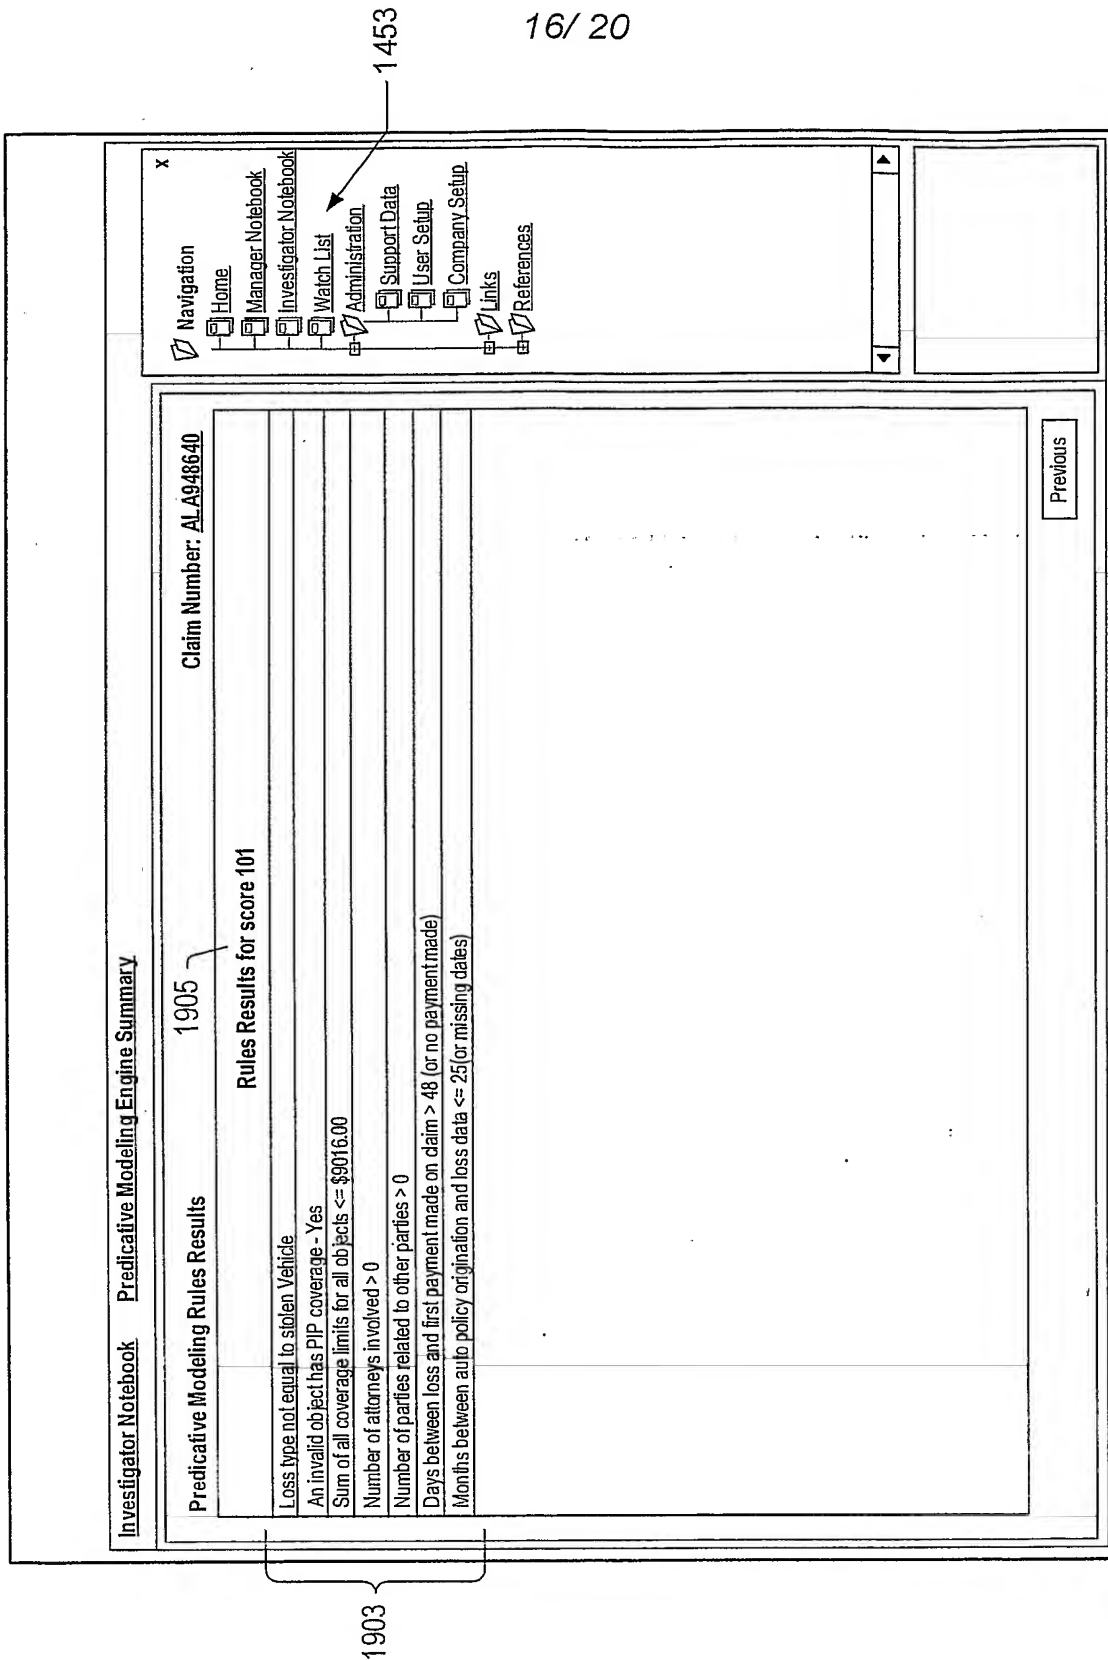 16/ 20
1453
Investigator Notebook Predicative Modeling Engine Summary
Predicative Modeling Rules Results
1905
Claim Number: ALA948640
Rules Results for score 101
Loss type not equal to stolen Vehicle
An invalid object has PIP coverage - Yes
Sum of all coverage limits for all objects <= $9016.00
Number of attorneys involved > 0
Number of parties related to other parties > 0
Days between loss and first payment made on claim > 48 (or no payment made)
Months between auto policy origination and loss data <= 25(or missing dates)
1903
Previous
Navigation
X
Home
Manager Notebook
Investigator Notebook
Watch List
Administration
Support Data
User Setup
Company Setup
Links
References